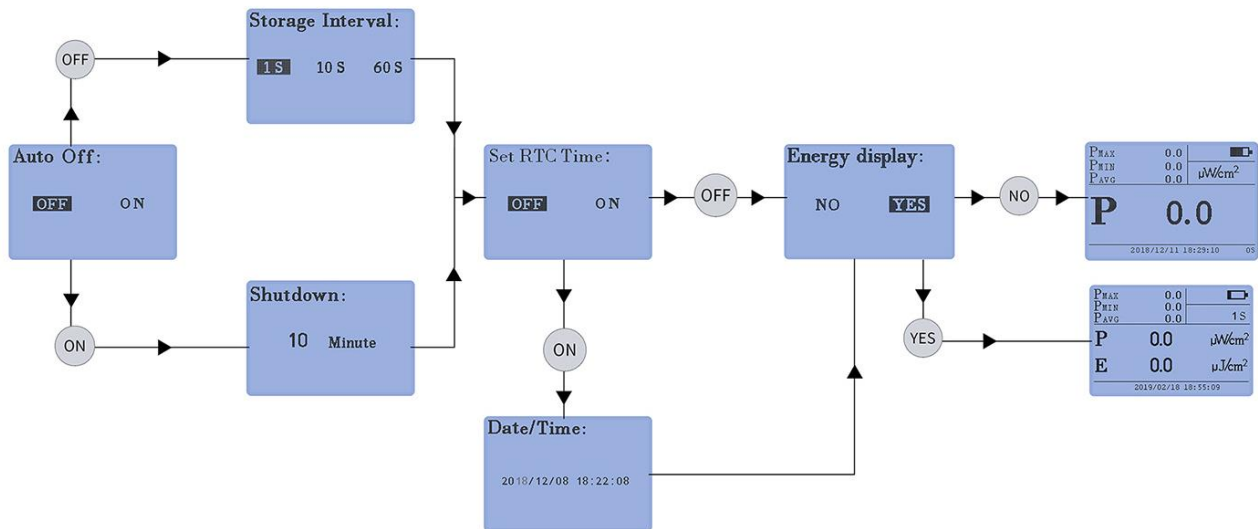 Storage Interval:
1 S 10 S 60 S
OFF
Auto Off:
OFF ON
ON
Shutdown:
10 Minute
Set RTC Time:
OFF ON
OFF
ON
Date/Time:
2018/12/08 18:22:08
Energy display:
NO YES
NO
YES
PMAX 0.0
PMIN 0.0
PAVG 0.0
µW/cm²
P 0.0
2018/12/11 18:29:10 0S
PMAX 0.0
PMIN 0.0
PAVG 0.0
1 S
P 0.0 µW/cm²
E 0.0 µJ/cm²
2019/02/18 18:55:09